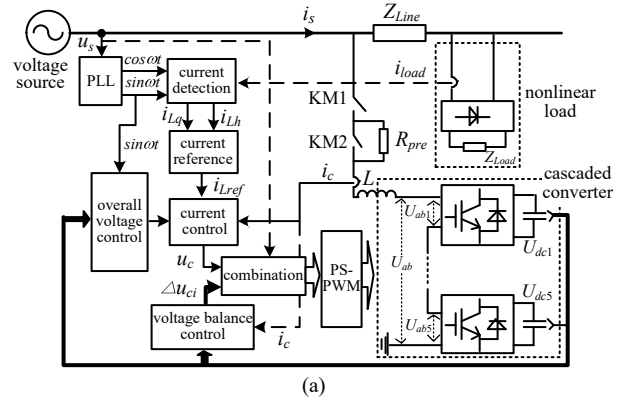 i_s
Z_Line
u_s
voltage
source
cosωt
PLL
sinωt
current
detection
i_load
nonlinear
load
KM1
i_Lq
i_Lh
KM2
R_pre
Z_Load
sinωt
current
reference
i_c
L
cascaded
converter
i_Lref
overall
voltage
control
current
control
U_ab1
U_dc1
u_c
combination
PS-
PWM
U_ab
Δu_ci
voltage balance
control
i_c
U_ab5
U_dc5
(a)